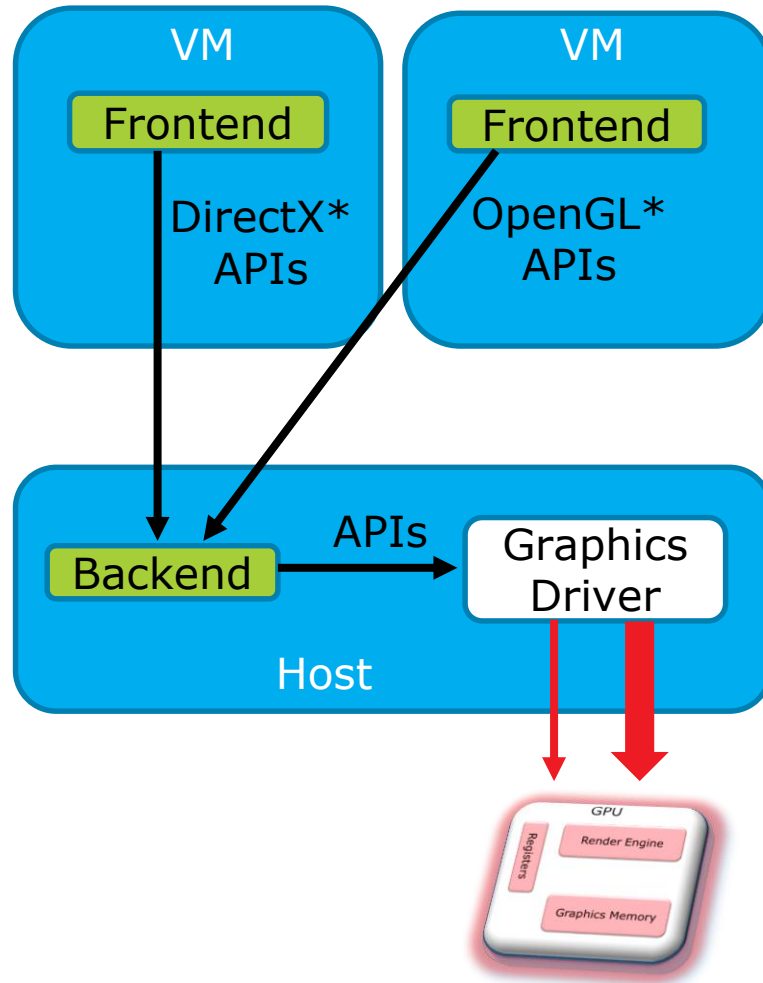 VM
VM
Frontend
Frontend
DirectX*
APIs
OpenGL*
APIs
APIs
Backend
Graphics
Driver
Host
GPU
Registers
Render Engine
Graphics Memory